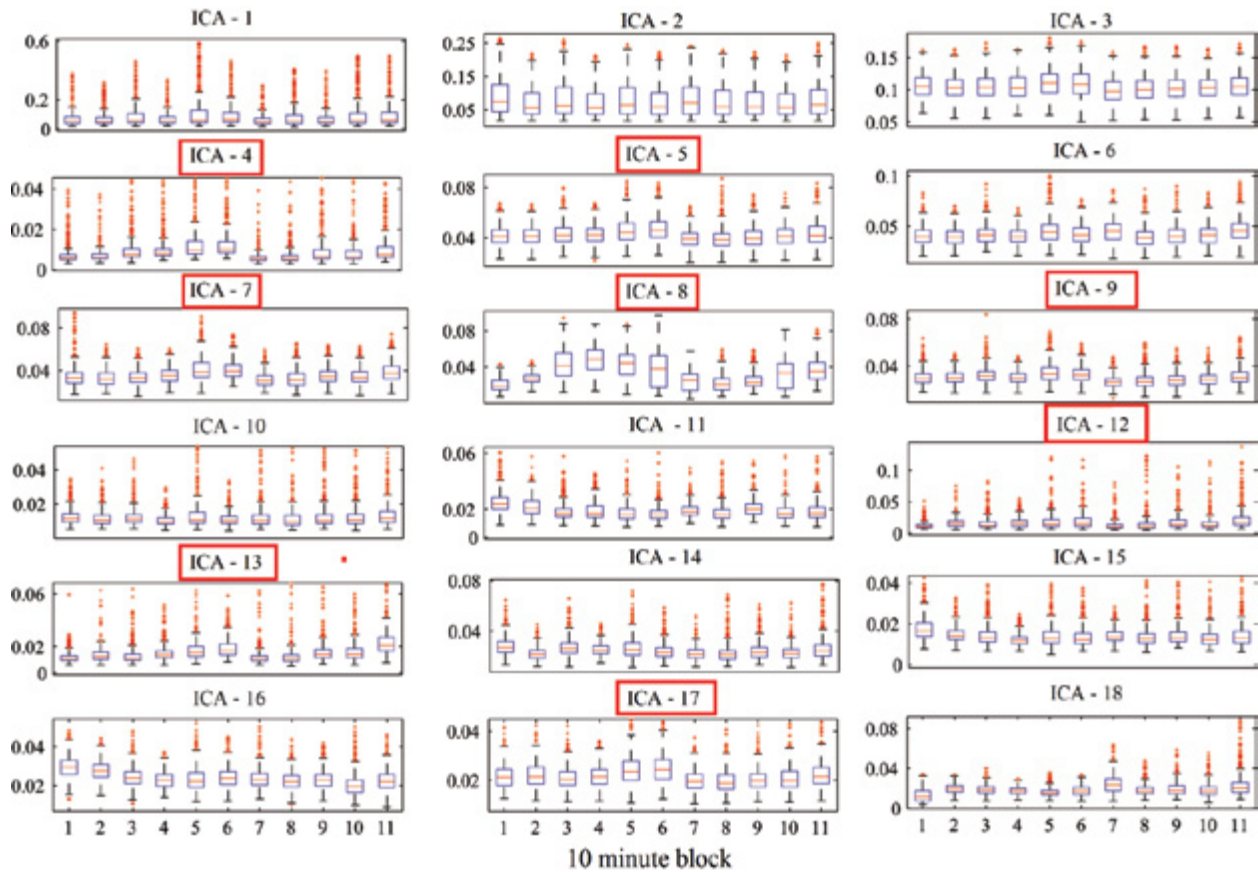 ICA - 1 ICA - 2 ICA - 3
0.6 0.25 0.15
0.2 0.15 0.1
0 0.05 0.05
ICA - 4 ICA - 5 ICA - 6
0.04 0.08 0.1
0.02 0.04 0.05
0
ICA - 7 ICA - 8 ICA - 9
0.08 0.08 0.08
0.04 0.04 0.04
0
ICA - 10 ICA - 11 ICA - 12
0.04 0.06 0.1
0.02 0.04 0.05
0.02 0
0
ICA - 13 ICA - 14 ICA - 15
0.06 0.08 0.04
0.02 0.04 0.02
0 0
ICA - 16 ICA - 17 ICA - 18
0.04 0.04 0.08
0.02 0.02 0.04
0
1 2 3 4 5 6 7 8 9 10 11 1 2 3 4 5 6 7 8 9 10 11 1 2 3 4 5 6 7 8 9 10 11
10 minute block